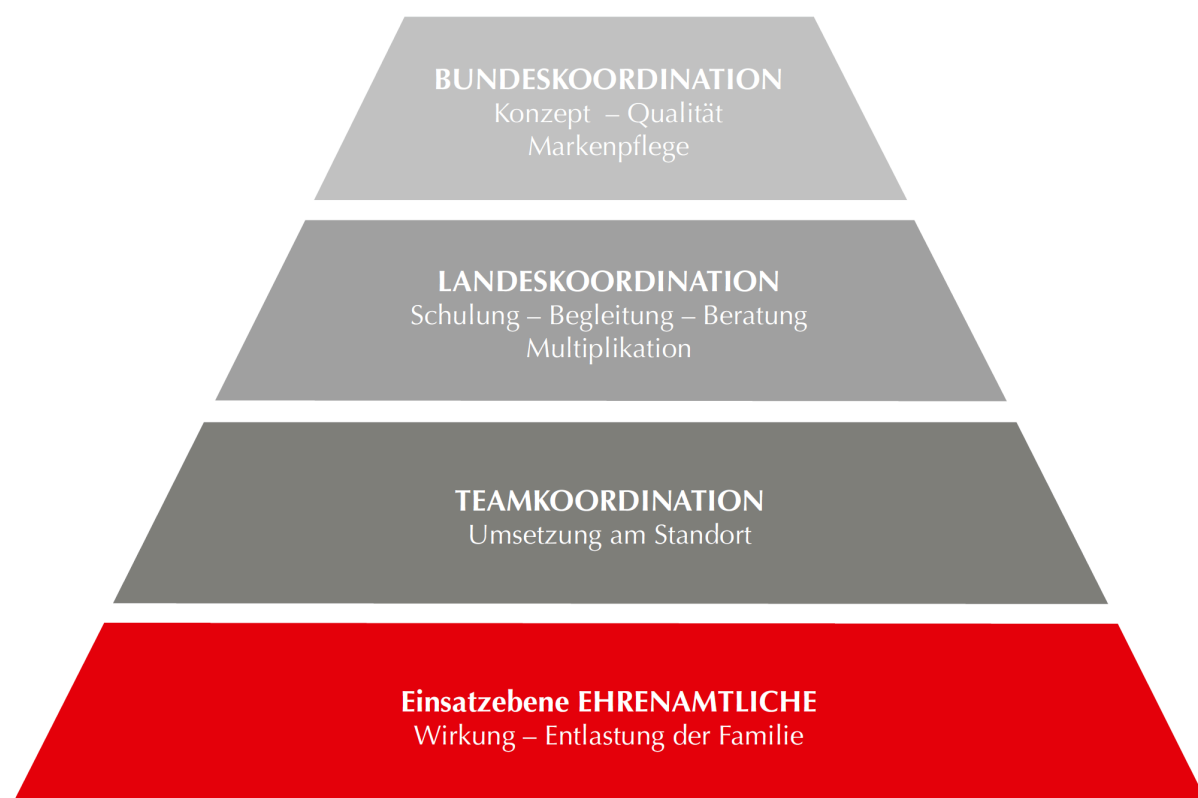 BUNDESKOORDINATION
Konzept – Qualität
Markenpflege
LANDESKOORDINATION
Schulung – Begleitung – Beratung
Multiplikation
TEAMKOORDINATION
Umsetzung am Standort
Einsatzebene EHRENAMTLICHE
Wirkung – Entlastung der Familie